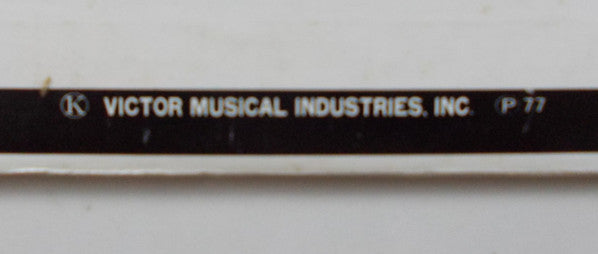 Ⓚ VICTOR MUSICAL INDUSTRIES, INC. Ⓟ 77